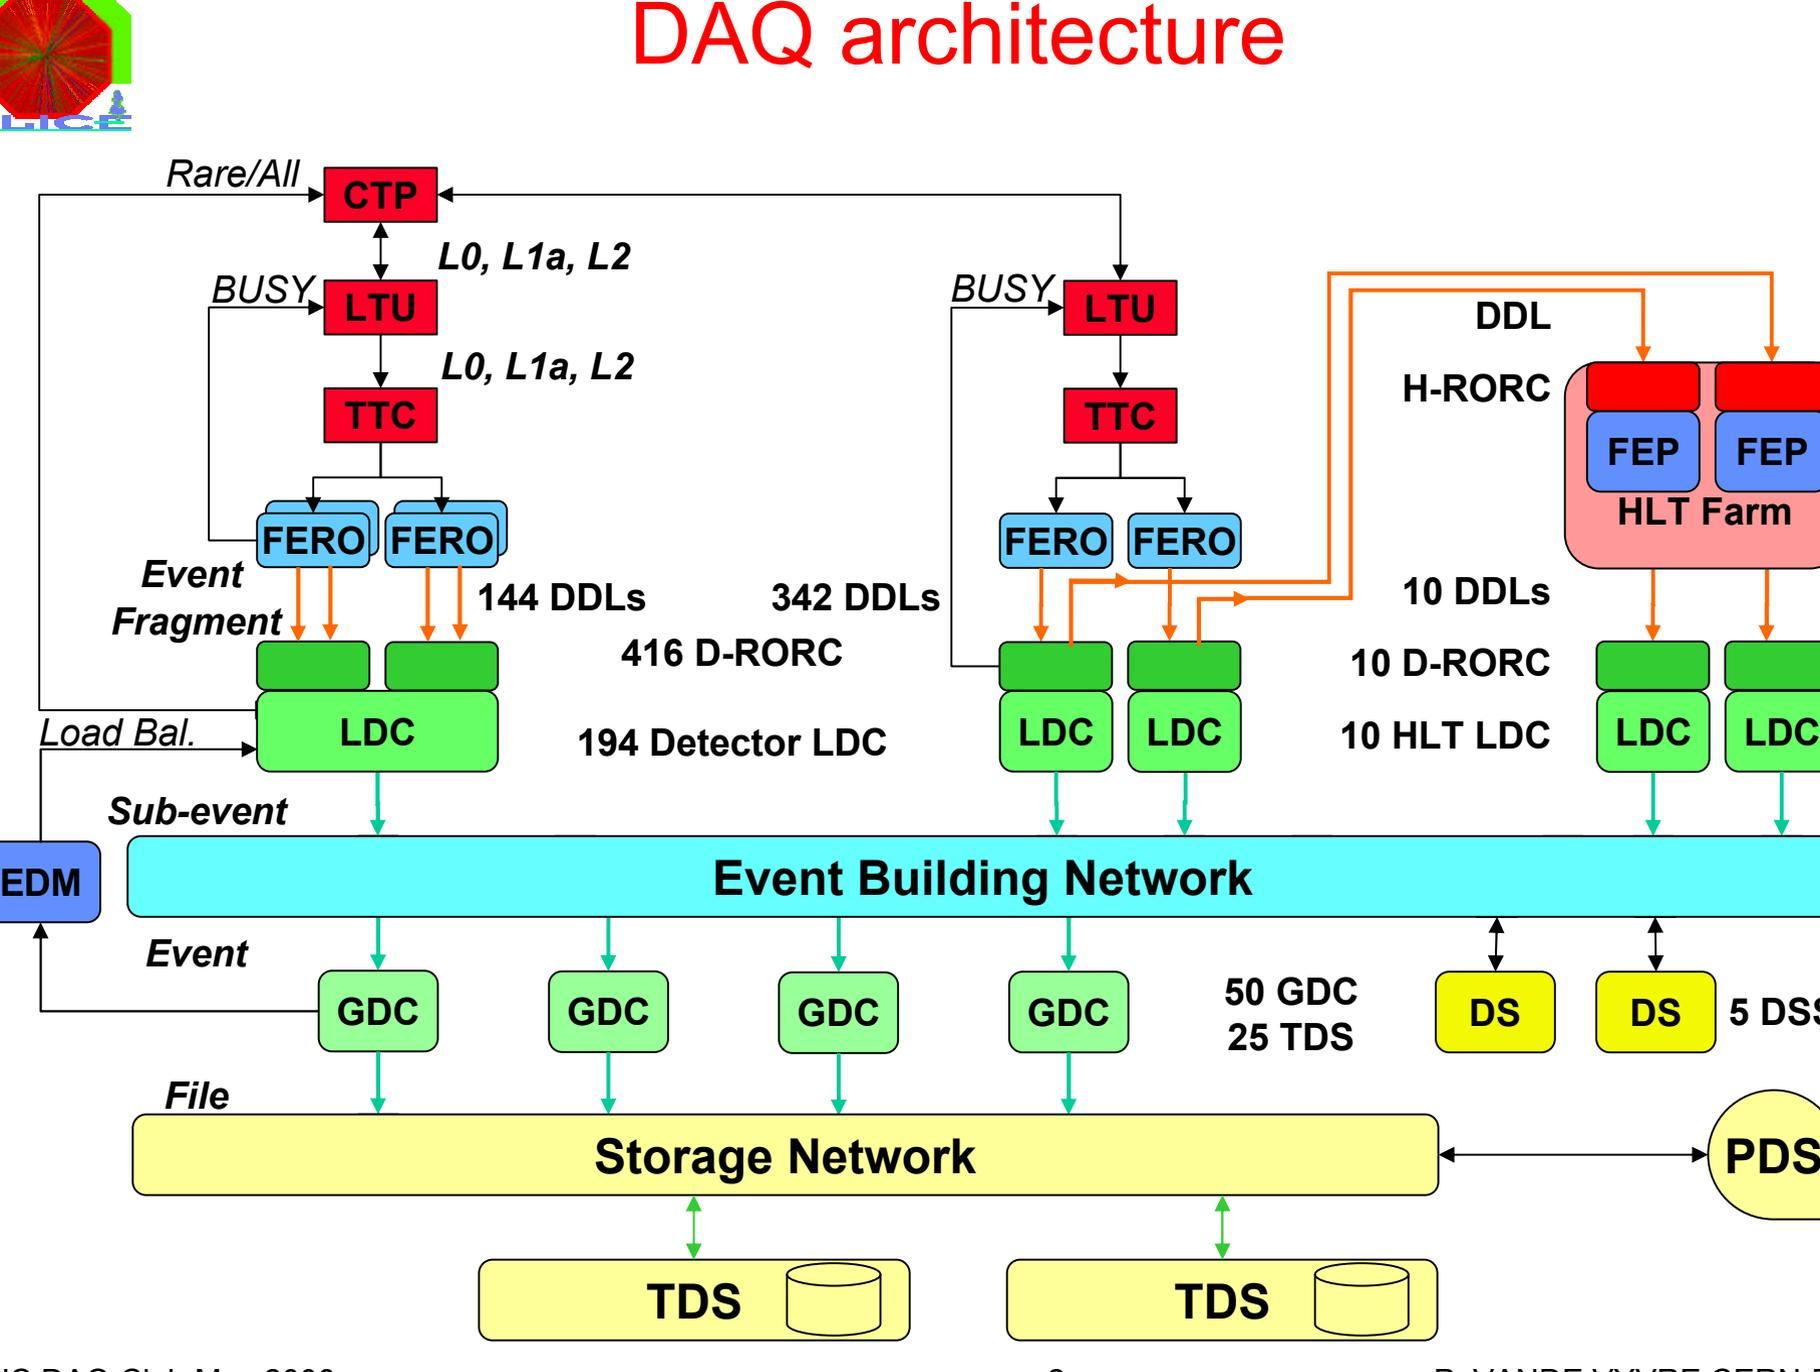 DAQ architecture
LICE
Rare/All
CTP
L0, L1a, L2
BUSY
LTU
BUSY
LTU
DDL
L0, L1a, L2
H-RORC
TTC
TTC
FEP
FEP
HLT Farm
FERO
FERO
FERO
FERO
Event
Fragment
144 DDLs
342 DDLs
10 DDLs
416 D-RORC
10 D-RORC
Load Bal.
LDC
194 Detector LDC
LDC
LDC
10 HLT LDC
LDC
LDC
Sub-event
EDM
Event Building Network
Event
GDC
GDC
GDC
GDC
50 GDC
25 TDS
DS
DS
5 DSS
File
Storage Network
PDS
TDS
TDS